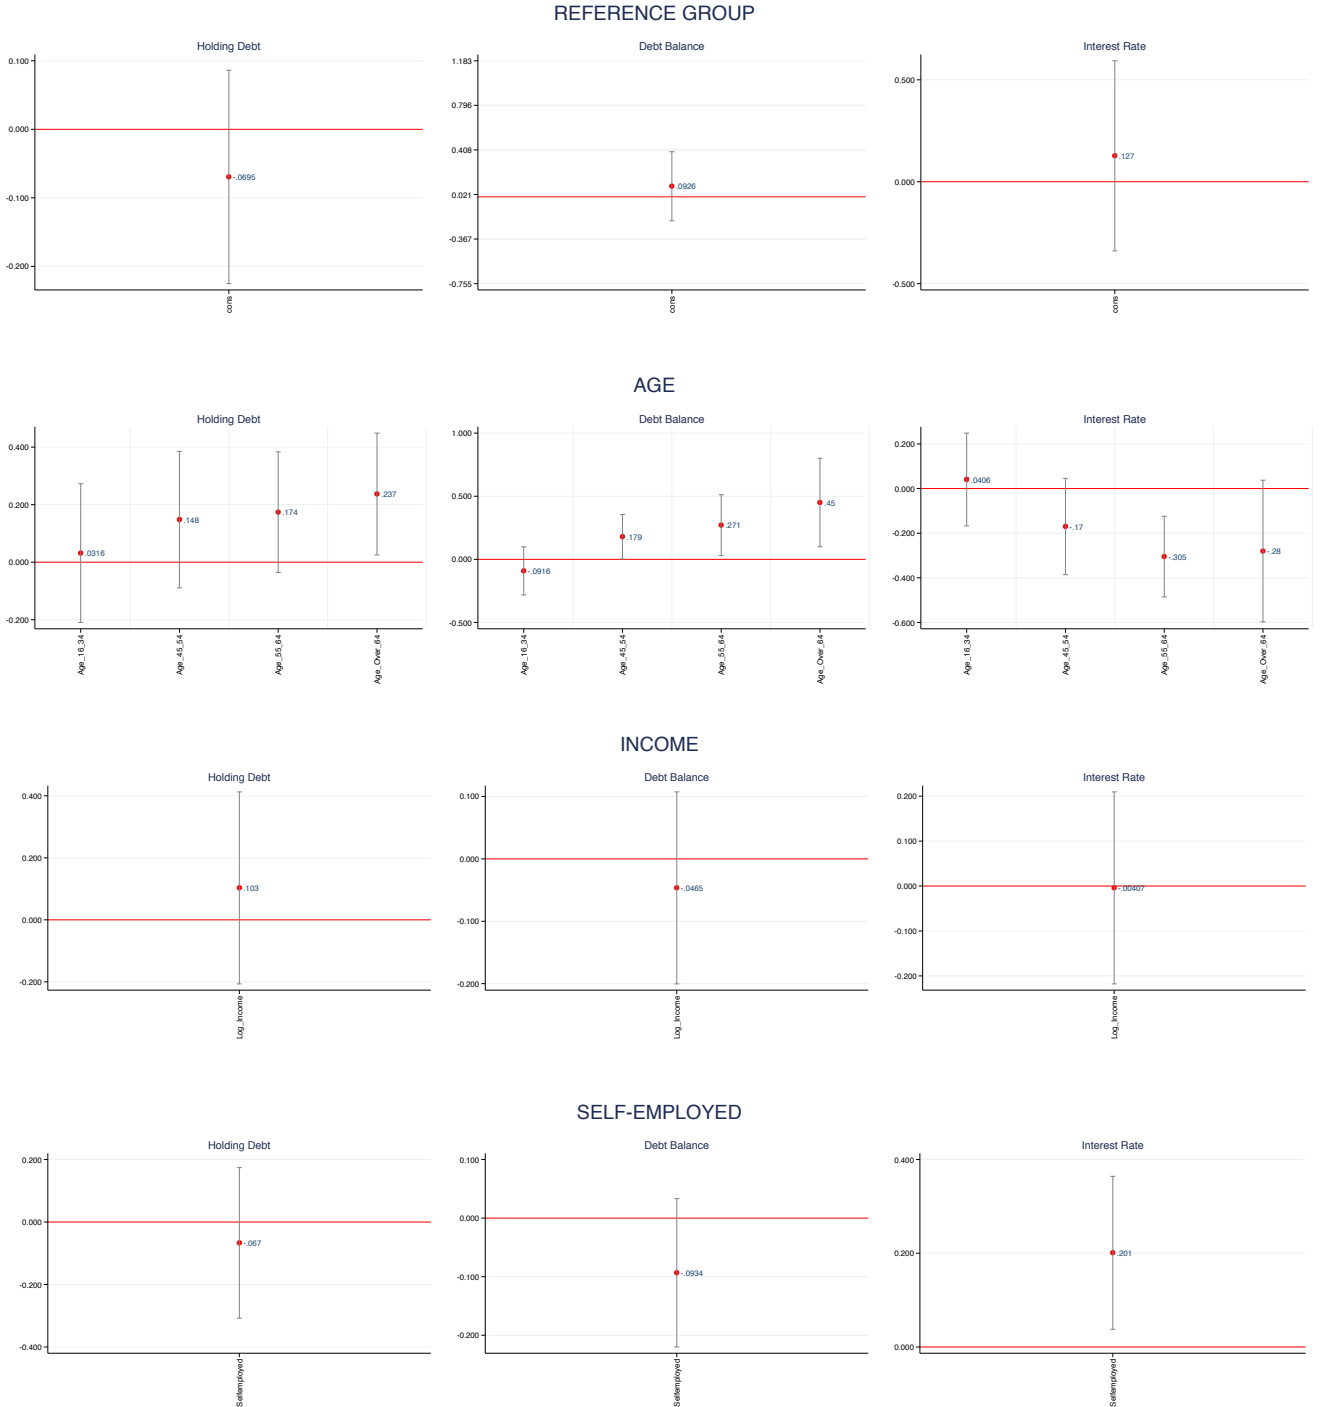 REFERENCE GROUP
Holding Debt
Debt Balance
Interest Rate
0.100
0.000
-0.100
-0.200
-.0695
cons
1.183
0.796
0.408
0.021
-0.367
-0.755
.0926
cons
0.500
0.000
-0.500
.127
cons
AGE
Holding Debt
Debt Balance
Interest Rate
0.400
0.200
0.000
-0.200
.0316
.148
.174
.237
Age_16_34
Age_45_54
Age_55_64
Age_Over_64
1.000
0.500
0.000
-0.500
-.0916
.179
.271
.45
Age_16_34
Age_45_54
Age_55_64
Age_Over_64
0.200
0.000
-0.200
-0.400
-0.600
.0406
-.17
-.305
-.28
Age_16_34
Age_45_54
Age_55_64
Age_Over_64
INCOME
Holding Debt
Debt Balance
Interest Rate
0.400
0.200
0.000
-0.200
.103
Log_Income
0.100
0.000
-0.100
-0.200
-.0465
Log_Income
0.200
0.100
0.000
-0.100
-0.200
-.00407
Log_Income
SELF-EMPLOYED
Holding Debt
Debt Balance
Interest Rate
0.200
0.000
-0.200
-0.400
-.067
Selfemployed
0.100
0.000
-0.100
-0.200
-.0934
Selfemployed
0.400
0.200
0.000
.201
Selfemployed